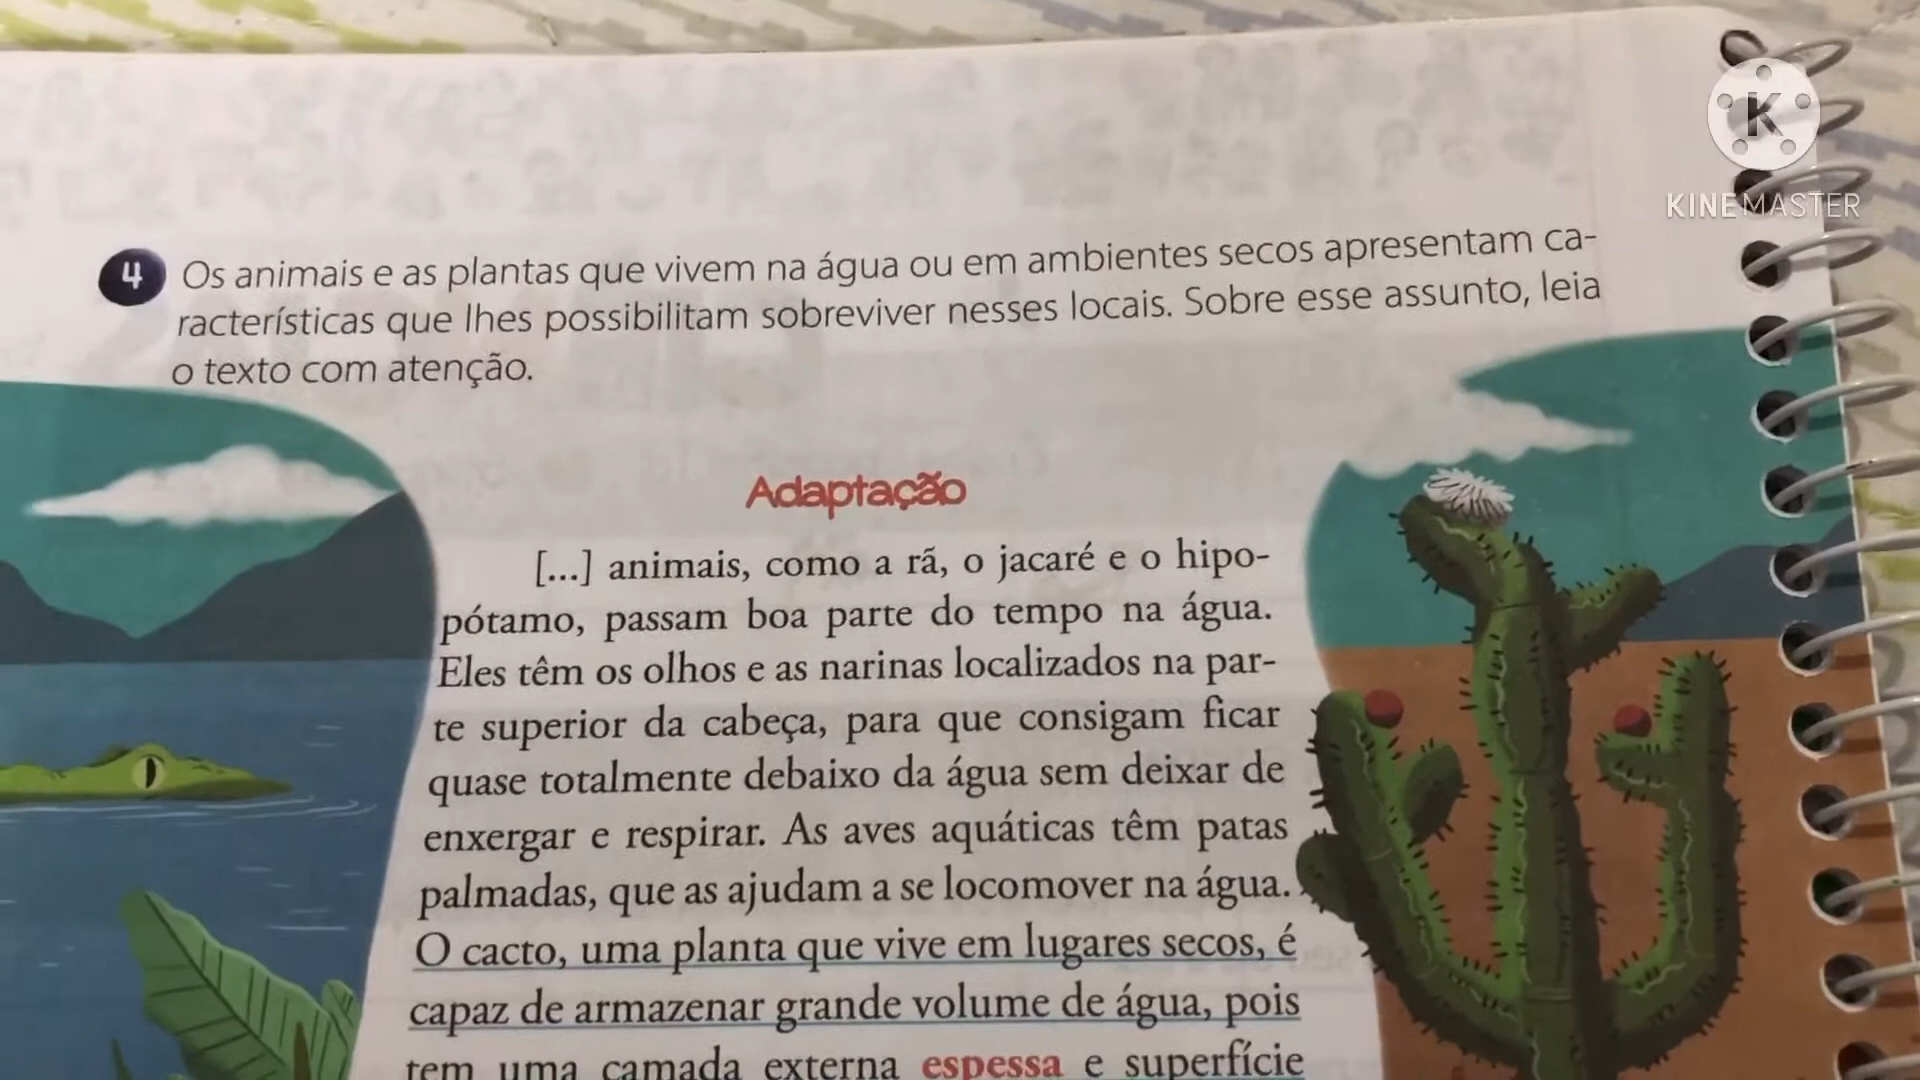 KINEMASTER
4 Os animais e as plantas que vivem na água ou em ambientes secos apresentam ca-
racterísticas que lhes possibilitam sobreviver nesses locais. Sobre esse assunto, leia
o texto com atenção.
Adaptação
[...] animais, como a rã, o jacaré e o hipo-
pótamo, passam boa parte do tempo na água.
Eles têm os olhos e as narinas localizados na par-
te superior da cabeça, para que consigam ficar
quase totalmente debaixo da água sem deixar de
enxergar e respirar. As aves aquáticas têm patas
palmadas, que as ajudam a se locomover na água.
O cacto, uma planta que vive em lugares secos, é
capaz de armazenar grande volume de água, pois
tem uma camada externa espessa e superfície